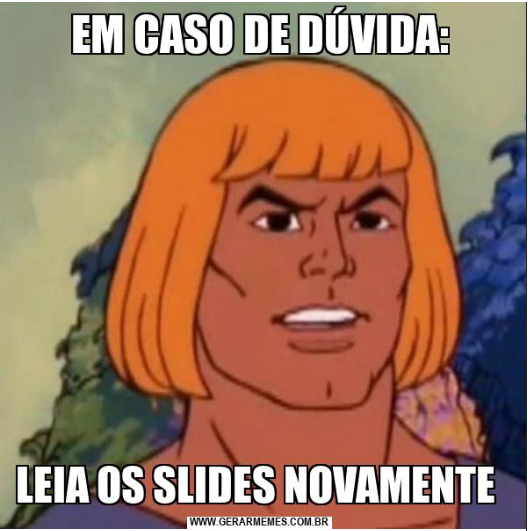 EM CASO DE DÚVIDA:
LEIA OS SLIDES NOVAMENTE
WWW.GERARMEMES.COM.BR